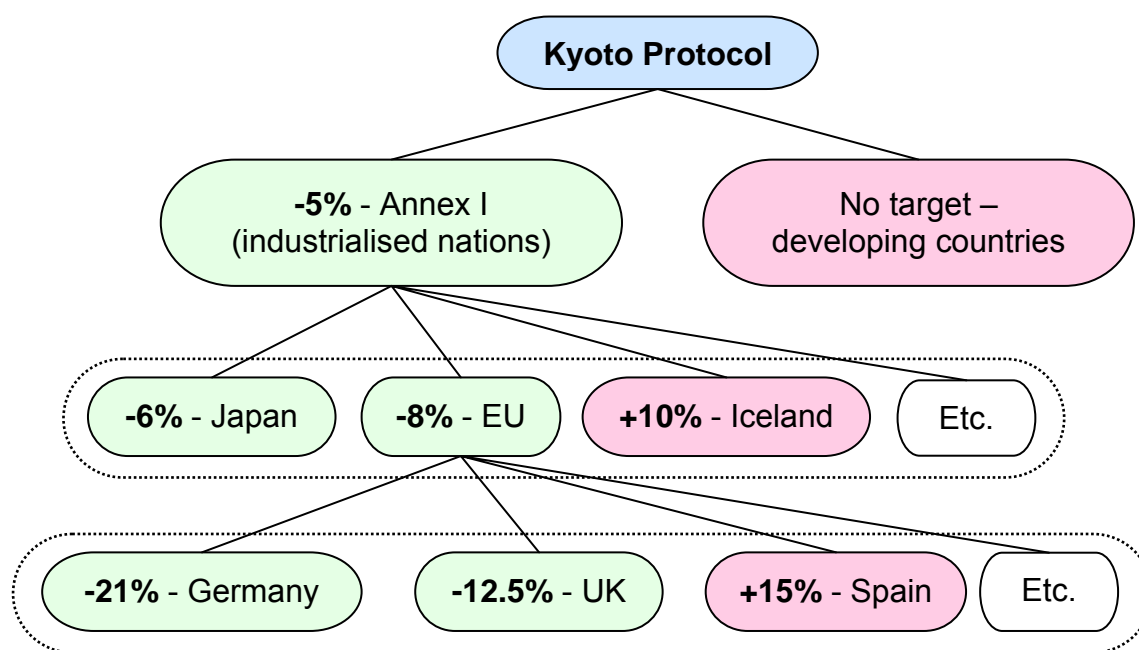 Kyoto Protocol
-5% - Annex I
(industrialised nations)
No target –
developing countries
-6% - Japan
-8% - EU
+10% - Iceland
Etc.
-21% - Germany
-12.5% - UK
+15% - Spain
Etc.